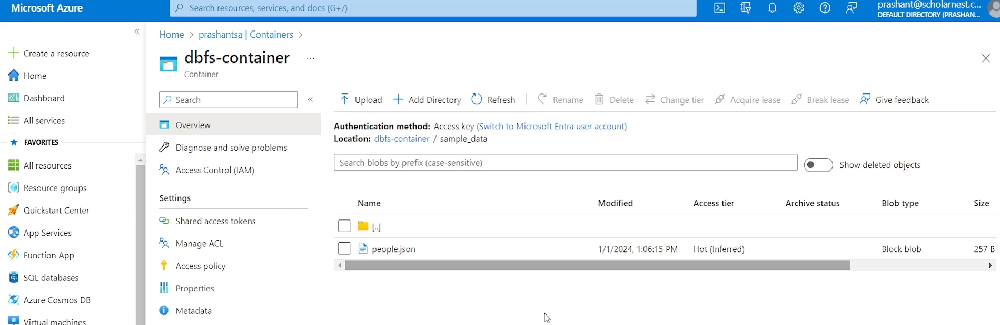 Microsoft Azure
Search resources, services, and docs (G+/)
prashant@scholarnest.c...
DEFAULT DIRECTORY (PRASHAN...
Create a resource
Home
Dashboard
All services
FAVORITES
All resources
Resource groups
Quickstart Center
App Services
Function App
SQL databases
Azure Cosmos DB
Virtual machines
Home > prashantsa | Containers >
dbfs-container ...
Container
Search
Overview
Diagnose and solve problems
Access Control (IAM)
Settings
Shared access tokens
Manage ACL
Access policy
Properties
Metadata
Upload Add Directory Refresh Rename Delete Change tier Acquire lease Break lease Give feedback
Authentication method: Access key (Switch to Microsoft Entra user account)
Location: dbfs-container / sample_data
Search blobs by prefix (case-sensitive)
Show deleted objects
Name Modified Access tier Archive status Blob type Size
[..]
people.json 1/1/2024, 1:06:15 PM Hot (Inferred) Block blob 257 B